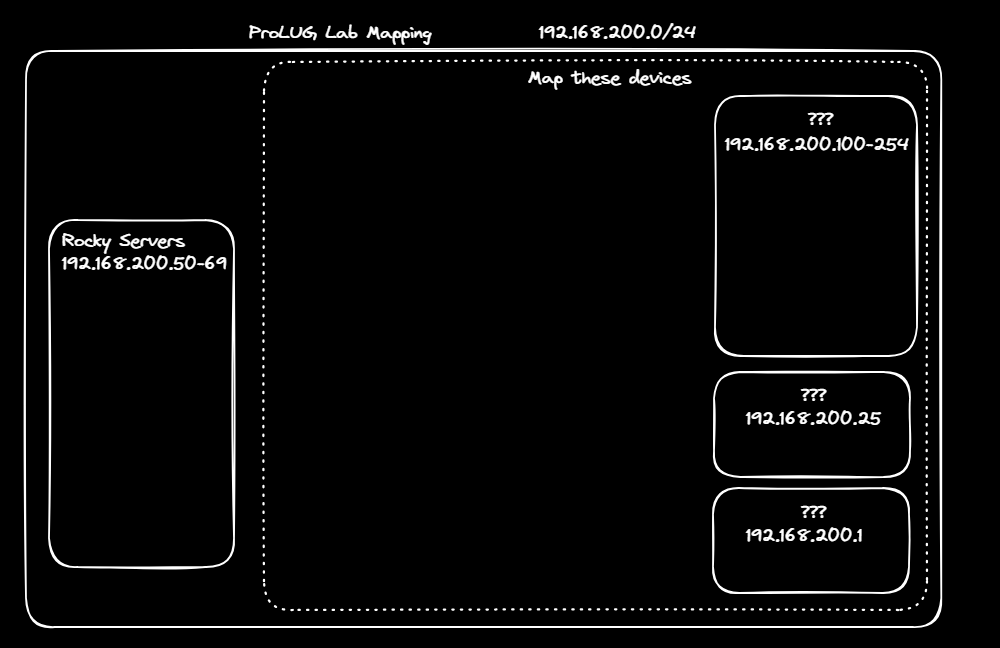 ProLUG Lab Mapping 192.168.200.0/24
Map these devices
???
192.168.200.100-254
Rocky Servers
192.168.200.50-69
???
192.168.200.25
???
192.168.200.1